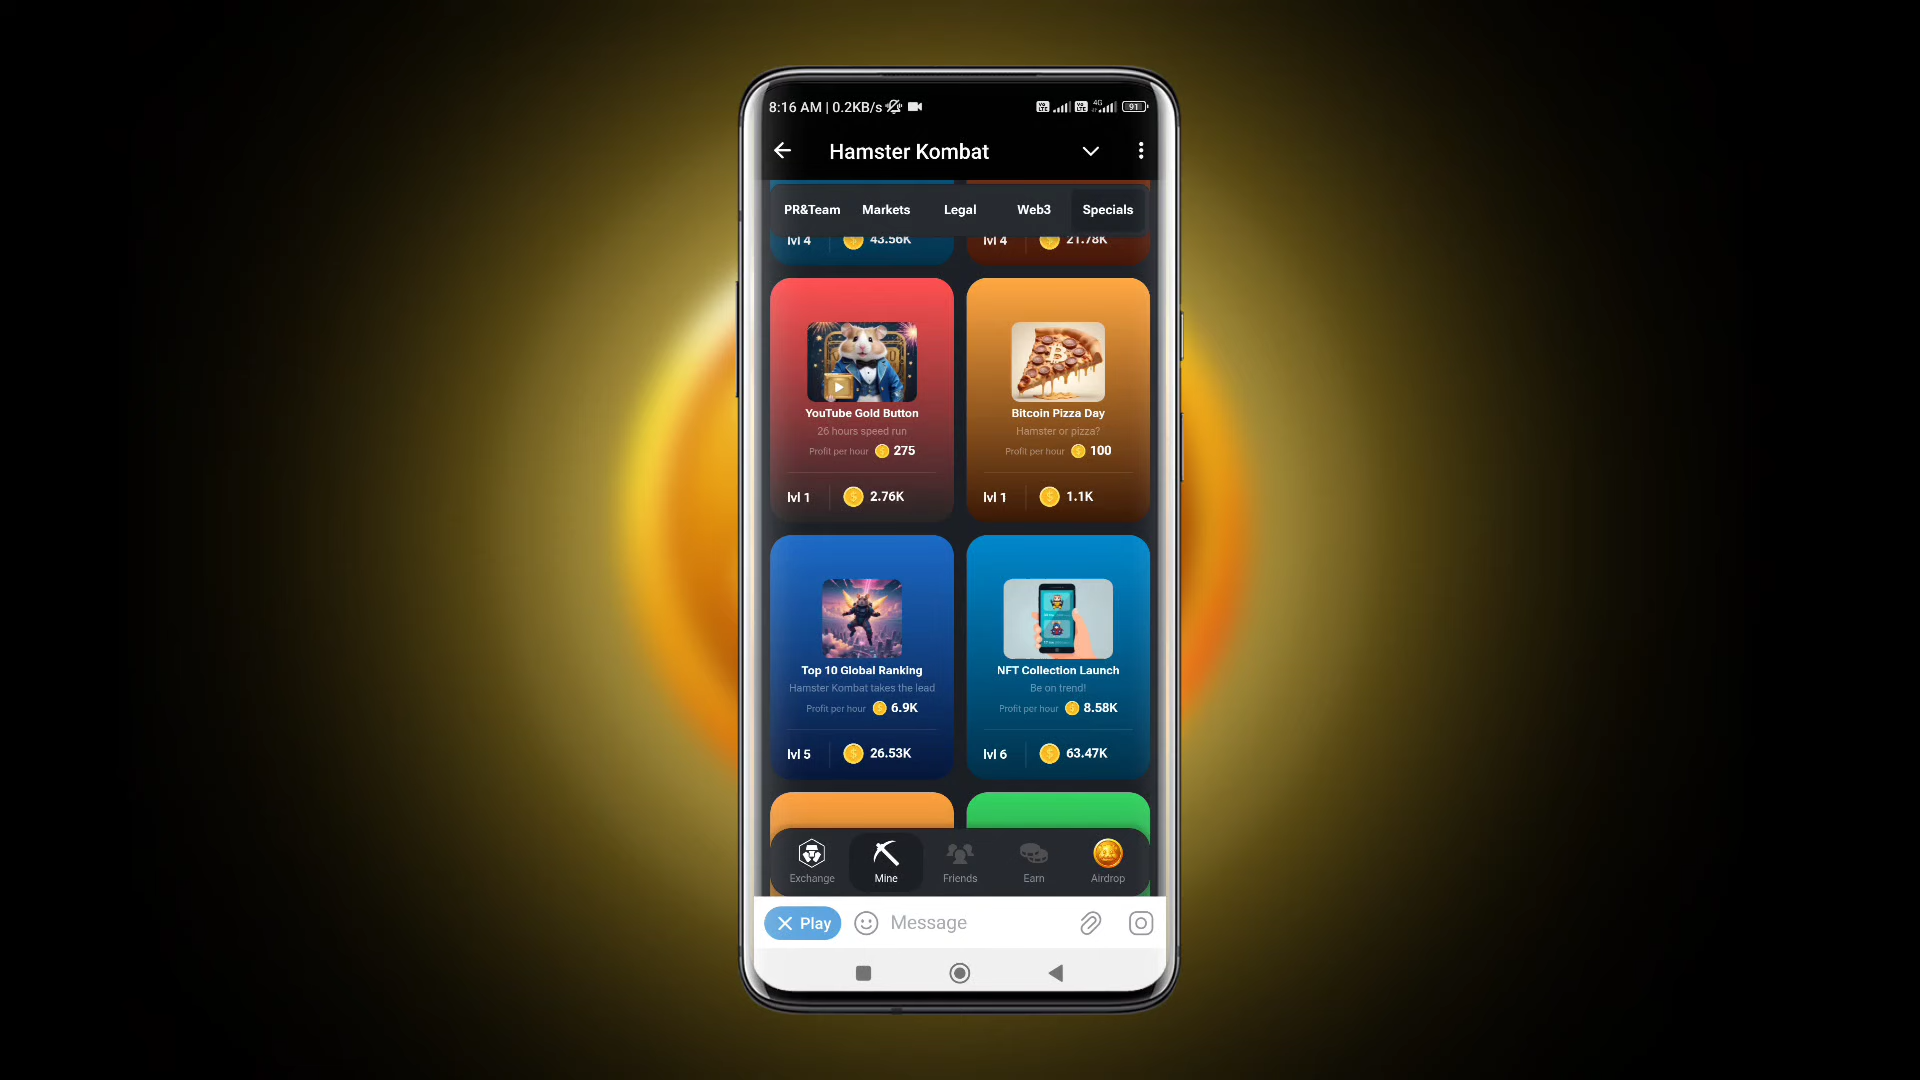 8:16 AM | 0.2KB/s
4G
91
Hamster Kombat
PR&Team Markets Legal Web3 Specials
lvl 4 43.56K lvl 4 21.78K
YouTube Gold Button
26 hours speed run
Profit per hour 275
lvl 1 2.76K
Bitcoin Pizza Day
Hamster or pizza?
Profit per hour 100
lvl 1 1.1K
Top 10 Global Ranking
Hamster Kombat takes the lead
Profit per hour 6.9K
lvl 5 26.53K
NFT Collection Launch
Be on trend!
Profit per hour 8.58K
lvl 6 63.47K
Exchange Mine Friends Earn Airdrop
Play Message